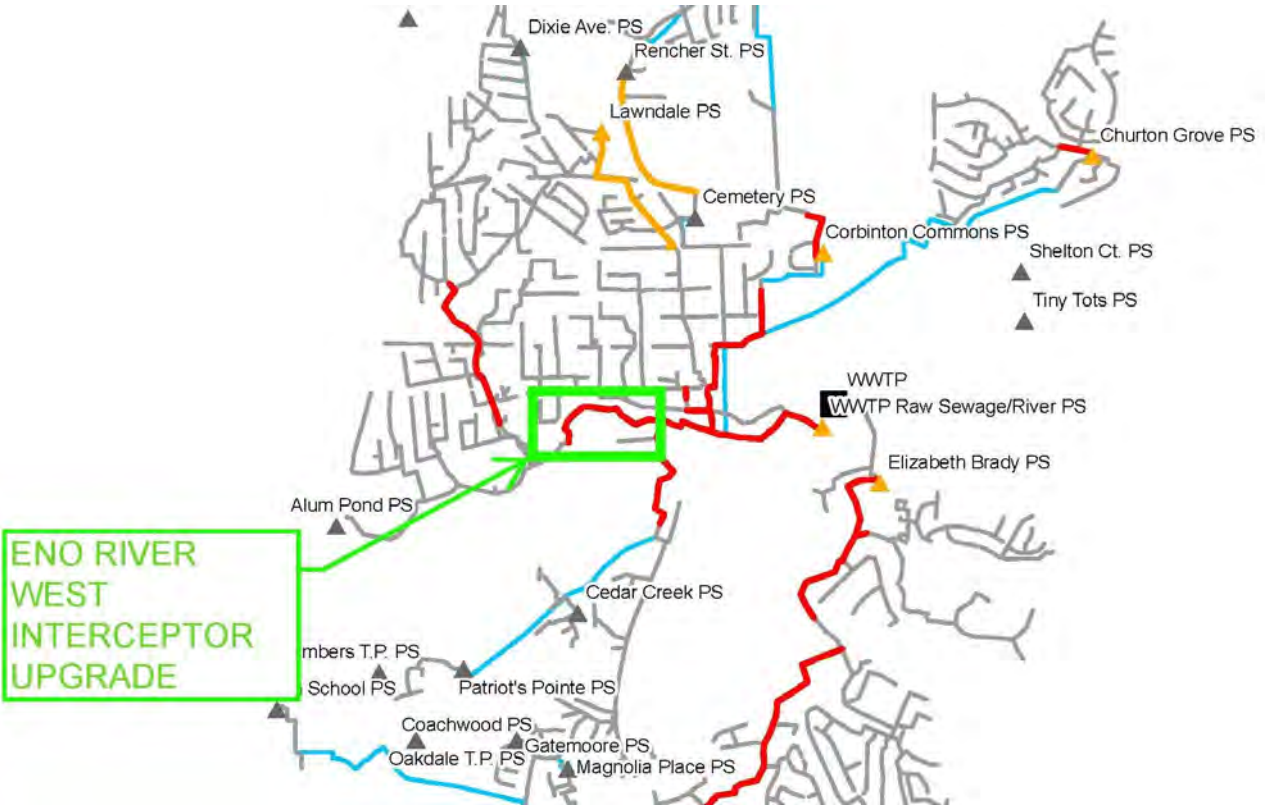 Dixie Ave. PS
Rencher St. PS
Lawndale PS
Churton Grove PS
Cemetery PS
Corbinton Commons PS
Shelton Ct. PS
Tiny Tots PS
WWTP
WWTP Raw Sewage/River PS
Elizabeth Brady PS
Alum Pond PS
ENO RIVER
WEST
INTERCEPTOR
UPGRADE
Cedar Creek PS
mbers T.P. PS
School PS
Patriot's Pointe PS
Coachwood PS
Gatemoore PS
Oakdale T.P. PS
Magnolia Place PS